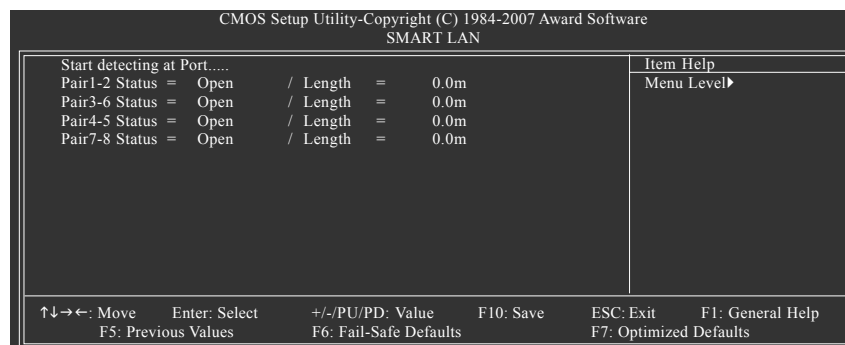 CMOS Setup Utility-Copyright (C) 1984-2007 Award Software
SMART LAN
Start detecting at Port.....
Pair1-2 Status = Open / Length = 0.0m
Pair3-6 Status = Open / Length = 0.0m
Pair4-5 Status = Open / Length = 0.0m
Pair7-8 Status = Open / Length = 0.0m
Item Help
Menu Level▶
↑↓→←: Move Enter: Select +/-/PU/PD: Value F10: Save ESC: Exit F1: General Help
F5: Previous Values F6: Fail-Safe Defaults F7: Optimized Defaults